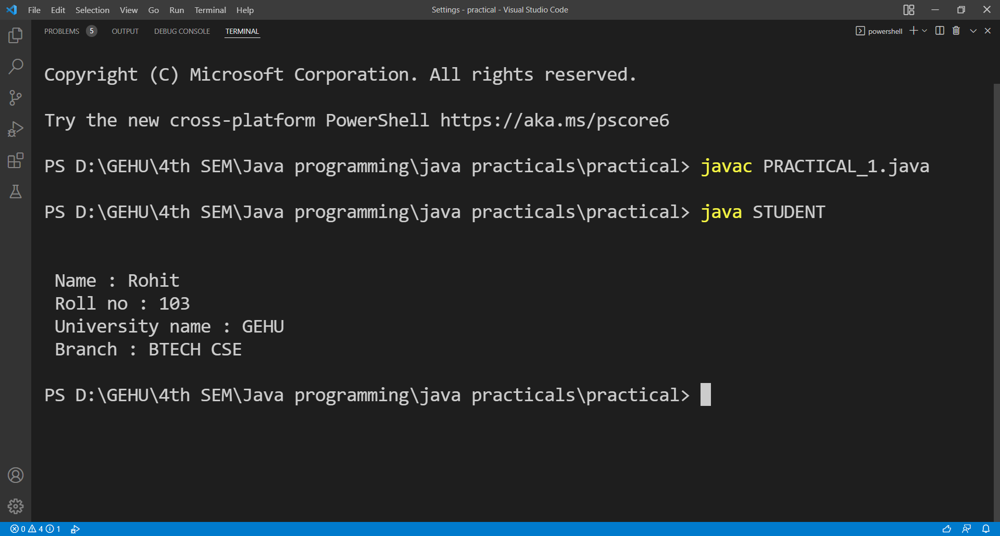 File Edit Selection View Go Run Terminal Help Settings - practical - Visual Studio Code
PROBLEMS 5 OUTPUT DEBUG CONSOLE TERMINAL powershell
Copyright (C) Microsoft Corporation. All rights reserved.
Try the new cross-platform PowerShell https://aka.ms/pscore6
PS D:\GEHU\4th SEM\Java programming\java practicals\practical> javac PRACTICAL_1.java
PS D:\GEHU\4th SEM\Java programming\java practicals\practical> java STUDENT
Name : Rohit
Roll no : 103
University name : GEHU
Branch : BTECH CSE
PS D:\GEHU\4th SEM\Java programming\java practicals\practical>
0 4 1